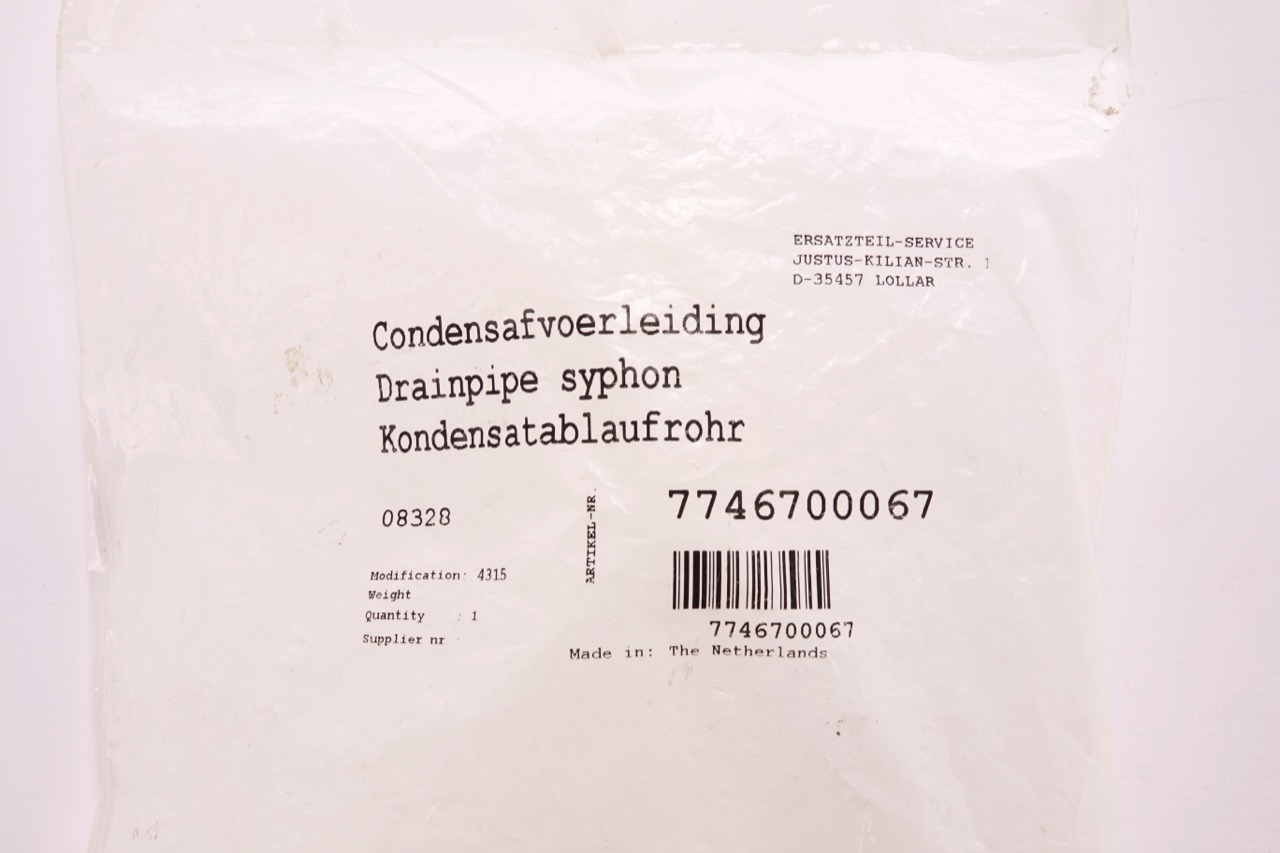 ERSATZTEIL-SERVICE
JUSTUS-KILIAN-STR. 1
D-35457 LOLLAR
Condensafvoerleiding
Drainpipe syphon
Kondensatablaufrohr
08328
ARTIKEL-NR.
7746700067
Modification: 4315
Weight
Quantity : 1
Supplier nr
7746700067
Made in: The Netherlands